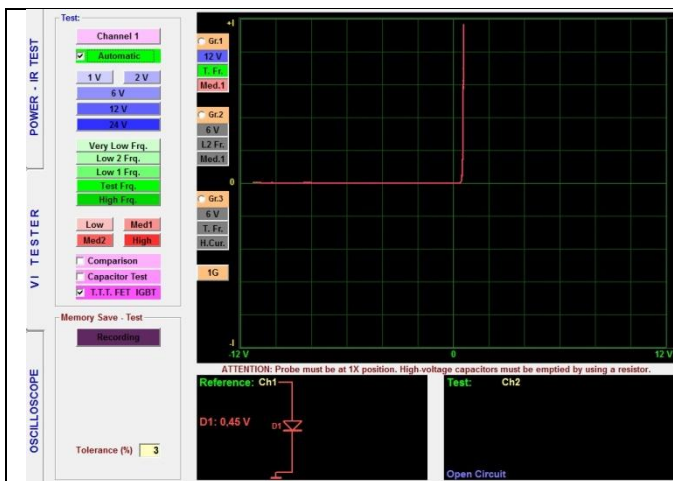 POWER - IR TEST
VI TESTER
OSCILLOSCOPE
Test:
Channel 1
Automatic
1 V
2 V
6 V
12 V
24 V
Very Low Frq.
Low 2 Frq.
Low 1 Frq.
Test Frq.
High Frq.
Low
Med1
Med2
High
Comparison
Capacitor Test
T.T.T. FET IGBT
Memory Save - Test
Recording
Tolerance (%) 3
Gr.1
12 V
T. Fr.
Med.1
Gr.2
6 V
L2 Fr.
Med.1
Gr.3
6 V
T. Fr.
H.Cur.
1G
+I
0
-I
-12 V
0
12 V
ATTENTION: Probe must be at 1X position. High-voltage capacitors must be emptied by using a resistor.
Reference: Ch1
D1: 0,45 V
D1
Test: Ch2
Open Circuit